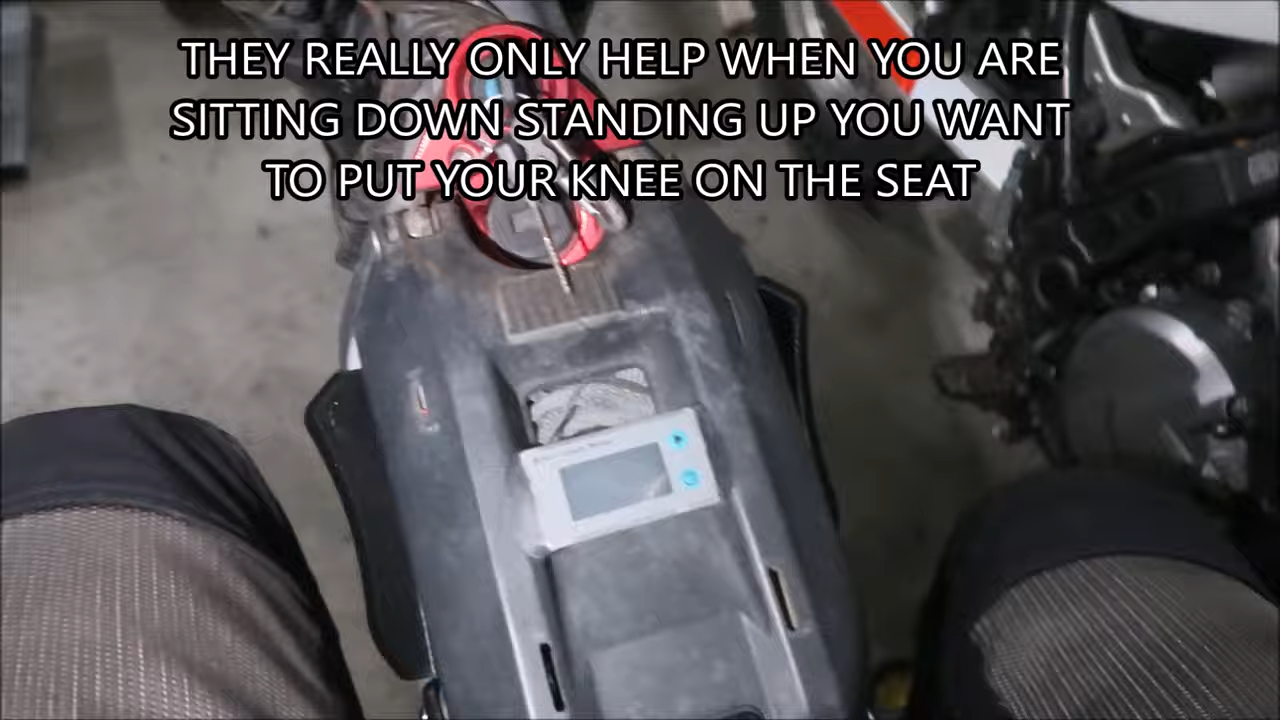 THEY REALLY ONLY HELP WHEN YOU ARE
SITTING DOWN STANDING UP YOU WANT
TO PUT YOUR KNEE ON THE SEAT